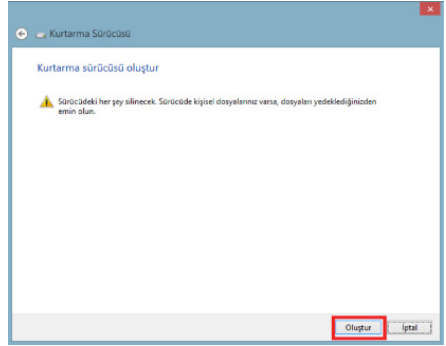 Kurtarma Sürücüsü
Kurtarma sürücüsü oluştur
Sürücüdeki her şey silinecek. Sürücüde kişisel dosyalarınız varsa, dosyaları yedeklediğinizden
emin olun.
Oluştur İptal